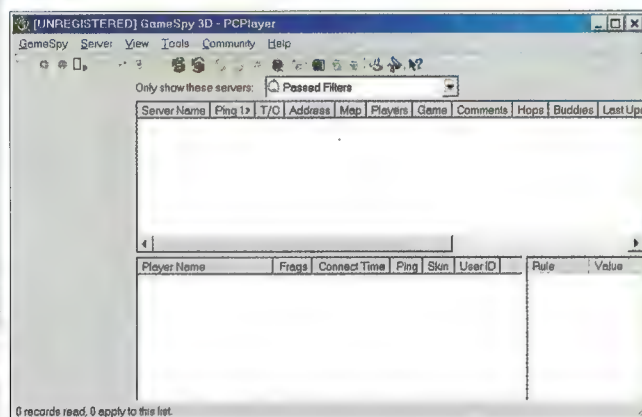 [UNREGISTERED] GameSpy 3D - PCPlayer
GameSpy Server View Tools Community Help
Only show these servers: Passed Filters
Server Name Ping T/O Address Map Players Game Comments Hops Buddies Last Upd
Player Name Frags Connect Time Ping Skin User ID Rule Value
0 records read, 0 apply to this list.